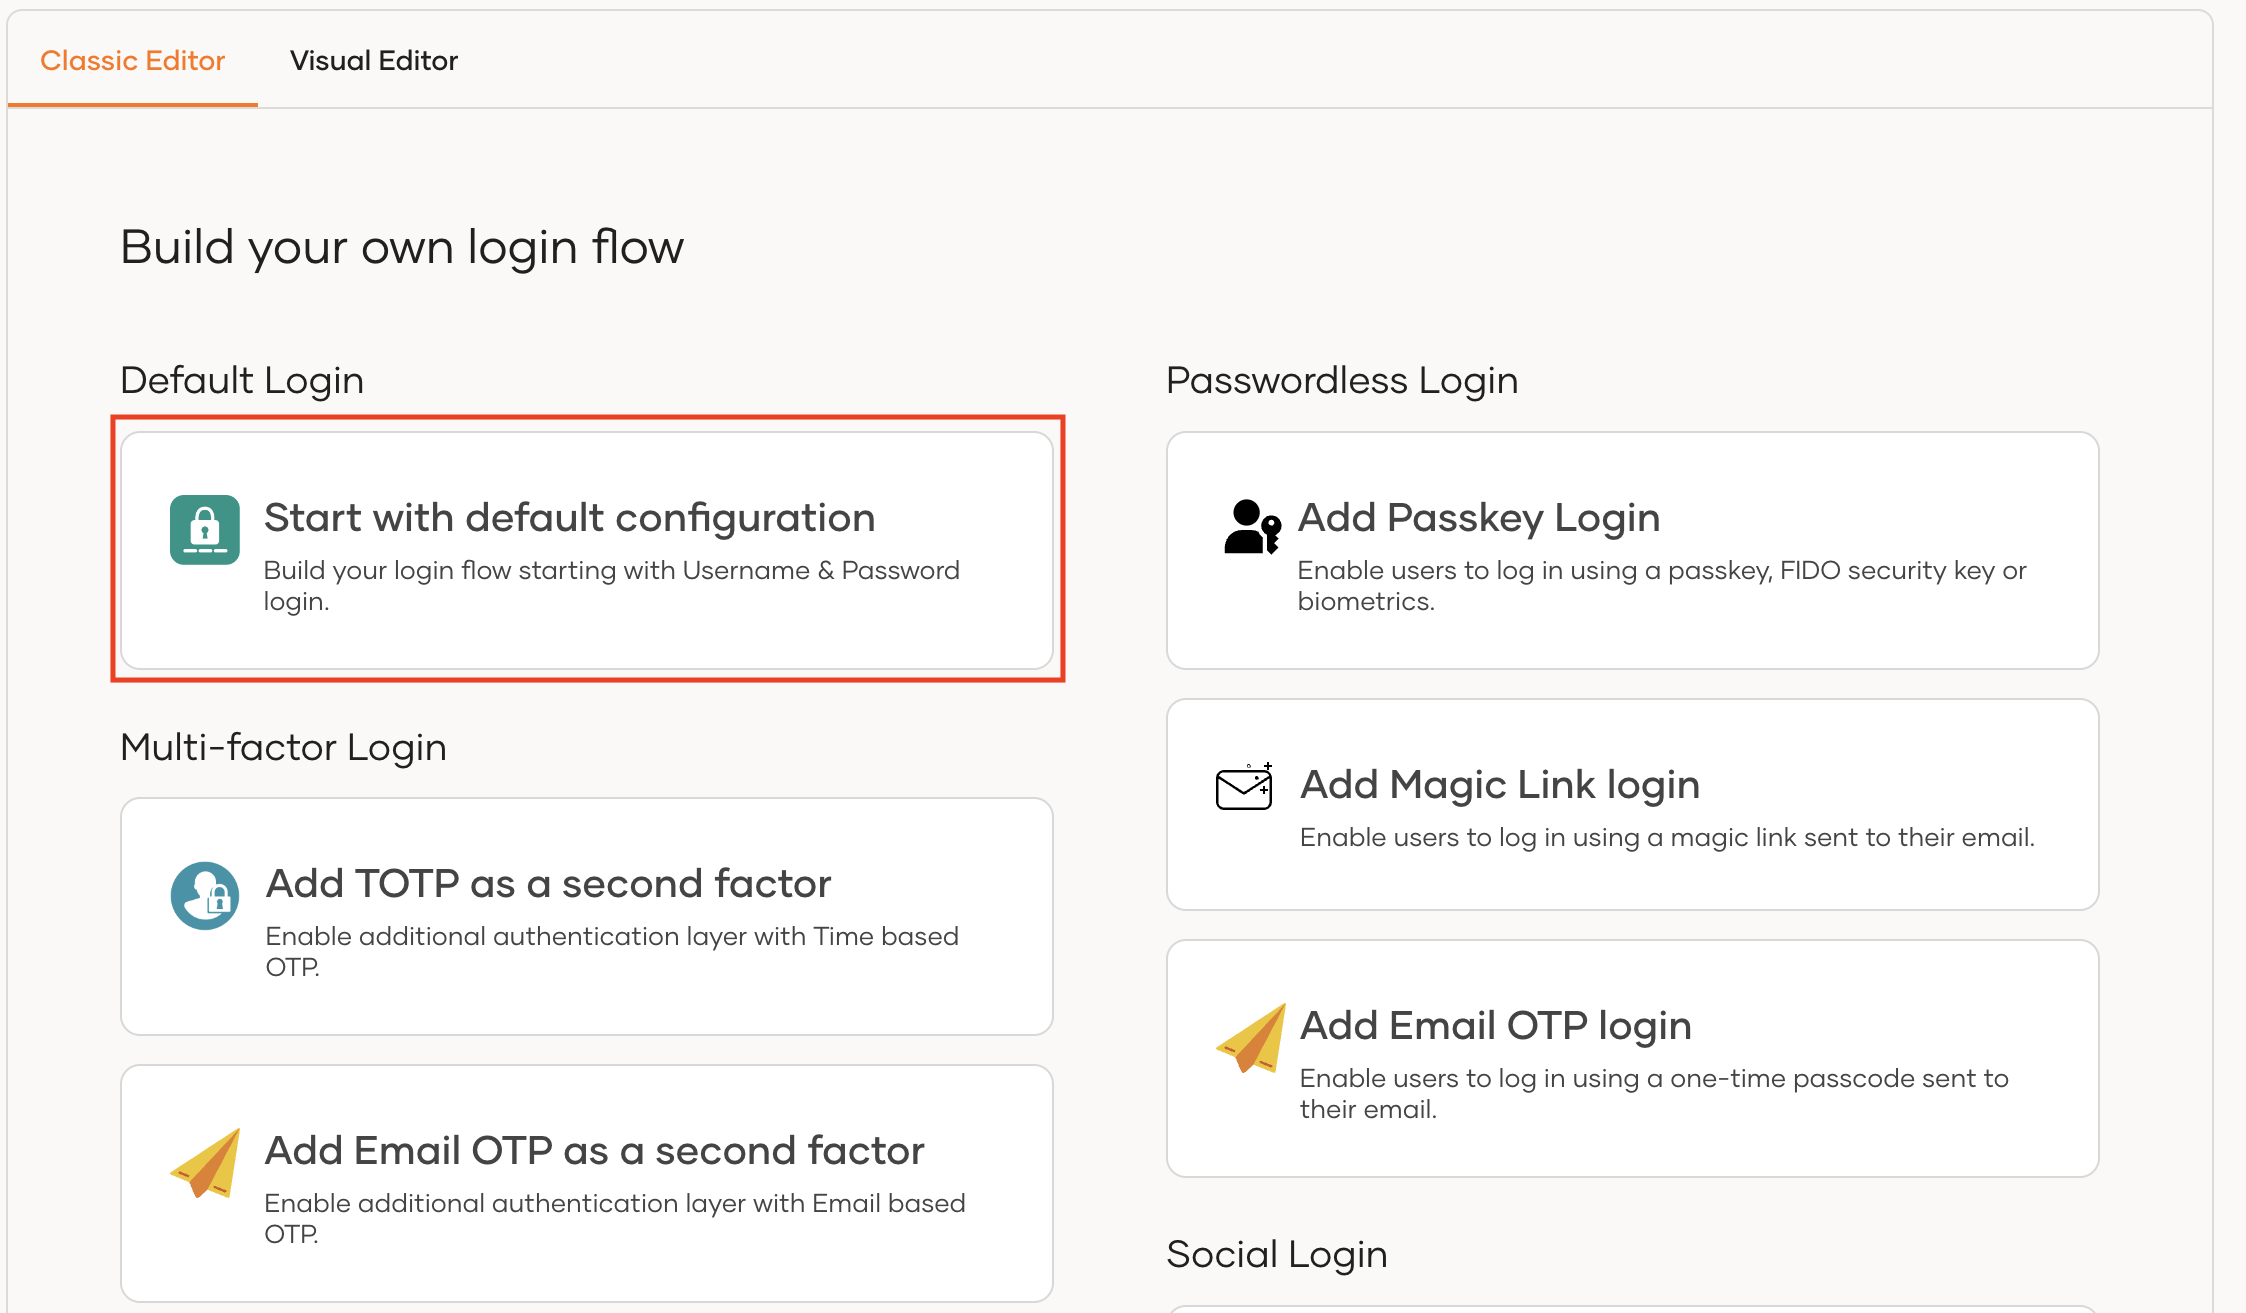 Classic Editor
Visual Editor
Build your own login flow
Default Login
Start with default configuration
Build your login flow starting with Username & Password
login.
Multi-factor Login
Add TOTP as a second factor
Enable additional authentication layer with Time based
OTP.
Add Email OTP as a second factor
Enable additional authentication layer with Email based
OTP.
Passwordless Login
Add Passkey Login
Enable users to log in using a passkey, FIDO security key or
biometrics.
Add Magic Link login
Enable users to log in using a magic link sent to their email.
Add Email OTP login
Enable users to log in using a one-time passcode sent to
their email.
Social Login